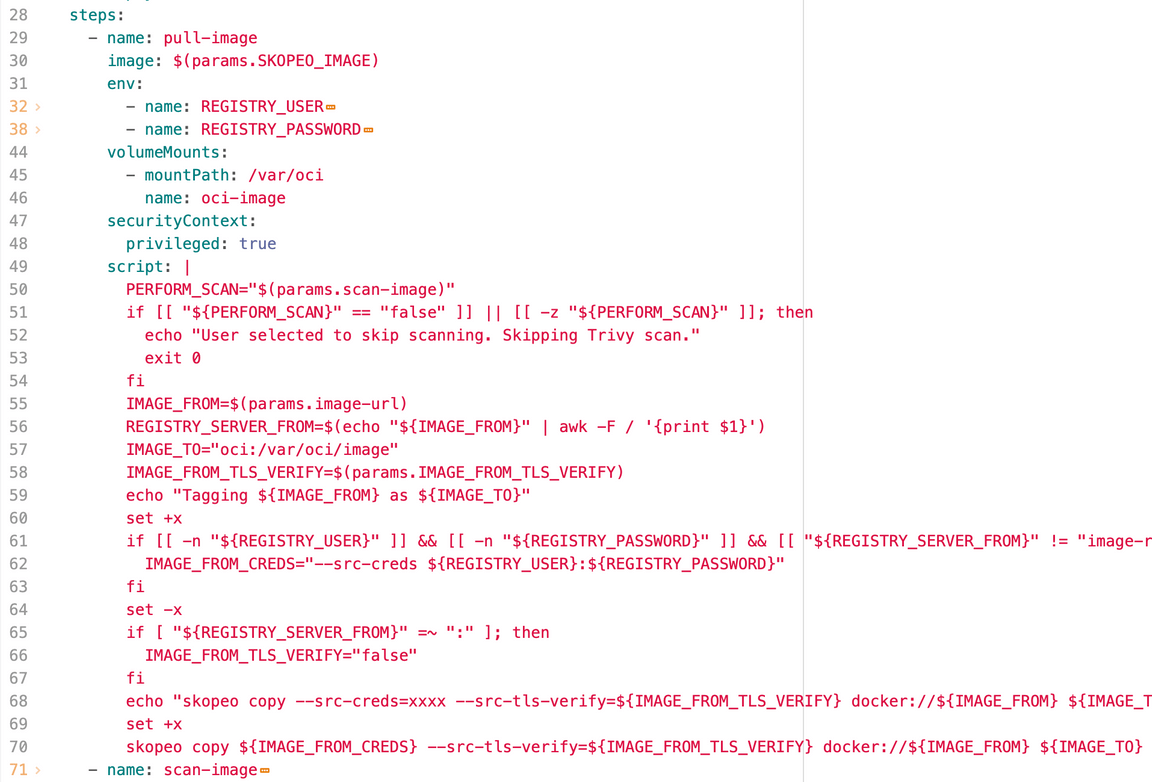 28 steps:
29 - name: pull-image
30 image: $(params.SKOPEO_IMAGE)
31 env:
32 - name: REGISTRY_USER
38 - name: REGISTRY_PASSWORD
44 volumeMounts:
45 - mountPath: /var/oci
46 name: oci-image
47 securityContext:
48 privileged: true
49 script: |
50 PERFORM_SCAN="$(params.scan-image)"
51 if [[ "${PERFORM_SCAN}" == "false" ]] || [[ -z "${PERFORM_SCAN}" ]]; then
52 echo "User selected to skip scanning. Skipping Trivy scan."
53 exit 0
54 fi
55 IMAGE_FROM=$(params.image-url)
56 REGISTRY_SERVER_FROM=$(echo "${IMAGE_FROM}" | awk -F / '{print $1}')
57 IMAGE_TO="oci:/var/oci/image"
58 IMAGE_FROM_TLS_VERIFY=$(params.IMAGE_FROM_TLS_VERIFY)
59 echo "Tagging ${IMAGE_FROM} as ${IMAGE_TO}"
60 set +x
61 if [[ -n "${REGISTRY_USER}" ]] && [[ -n "${REGISTRY_PASSWORD}" ]] && [[ "${REGISTRY_SERVER_FROM}" != "image-r
62 IMAGE_FROM_CREDS="--src-creds ${REGISTRY_USER}:${REGISTRY_PASSWORD}"
63 fi
64 set -x
65 if [ "${REGISTRY_SERVER_FROM}" =~ ":" ]; then
66 IMAGE_FROM_TLS_VERIFY="false"
67 fi
68 echo "skopeo copy --src-creds=xxxx --src-tls-verify=${IMAGE_FROM_TLS_VERIFY} docker://${IMAGE_FROM} ${IMAGE_T
69 set +x
70 skopeo copy ${IMAGE_FROM_CREDS} --src-tls-verify=${IMAGE_FROM_TLS_VERIFY} docker://${IMAGE_FROM} ${IMAGE_TO}
71 - name: scan-image